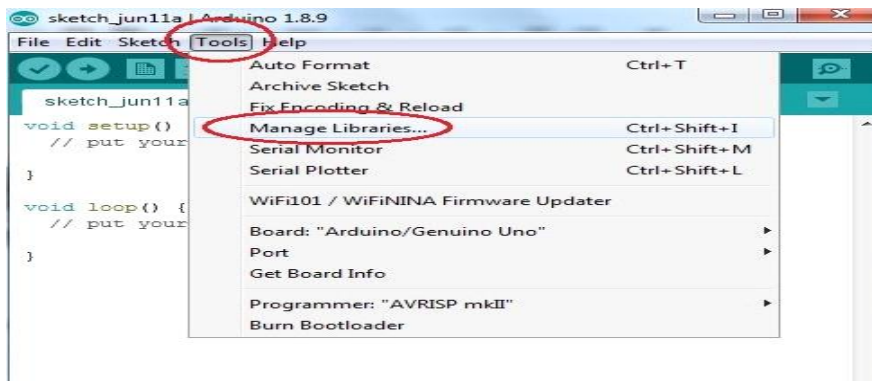 sketch_jun11a | Arduino 1.8.9
File Edit Sketch Tools Help
Auto Format Ctrl+T
Archive Sketch
Fix Encoding & Reload
Manage Libraries... Ctrl+Shift+I
Serial Monitor Ctrl+Shift+M
Serial Plotter Ctrl+Shift+L
WiFi101 / WiFiNINA Firmware Updater
Board: "Arduino/Genuino Uno"
Port
Get Board Info
Programmer: "AVRISP mkII"
Burn Bootloader
sketch_jun11a
void setup()
// put your
}
void loop() {
// put your
}